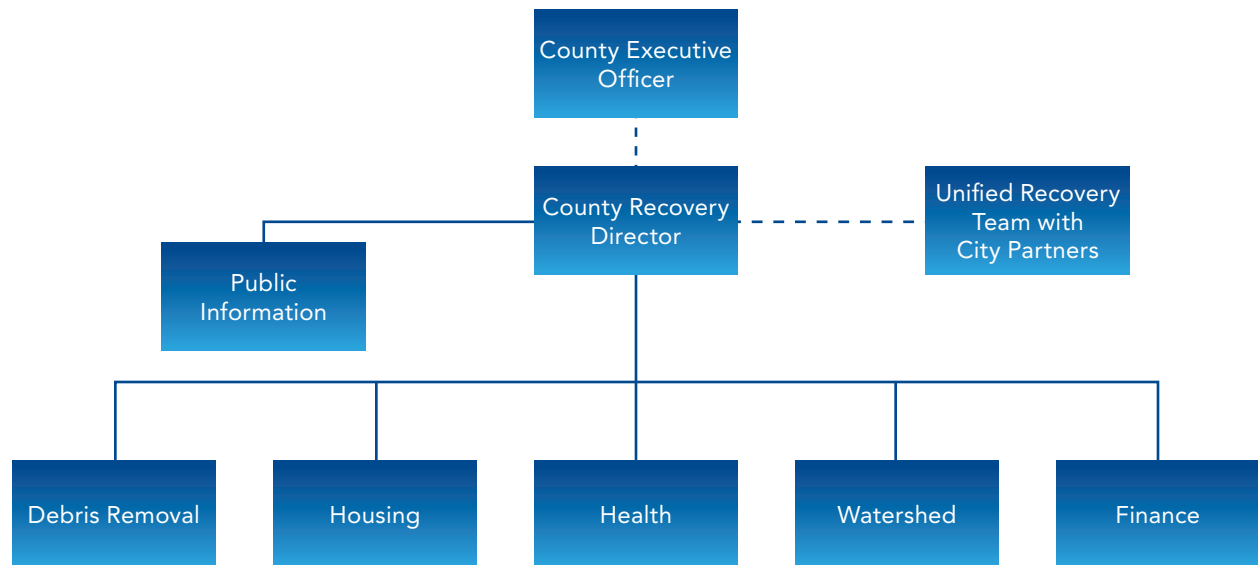 County Executive
Officer
County Recovery
Director
Unified Recovery
Team with
City Partners
Public
Information
Debris Removal
Housing
Health
Watershed
Finance